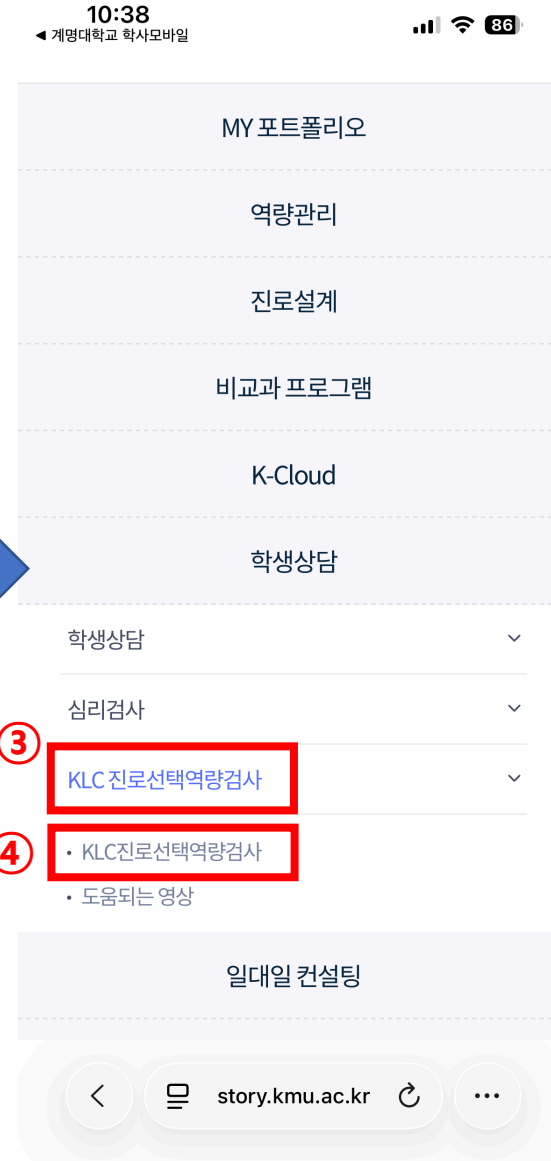 10:38
◀ 계명대학교 학사모바일
86
MY 포트폴리오
역량관리
진로설계
비교과 프로그램
K-Cloud
학생상담
학생상담
심리검사
③
KLC 진로선택역량검사
④
• KLC진로선택역량검사
• 도움되는 영상
일대일 컨설팅
story.kmu.ac.kr